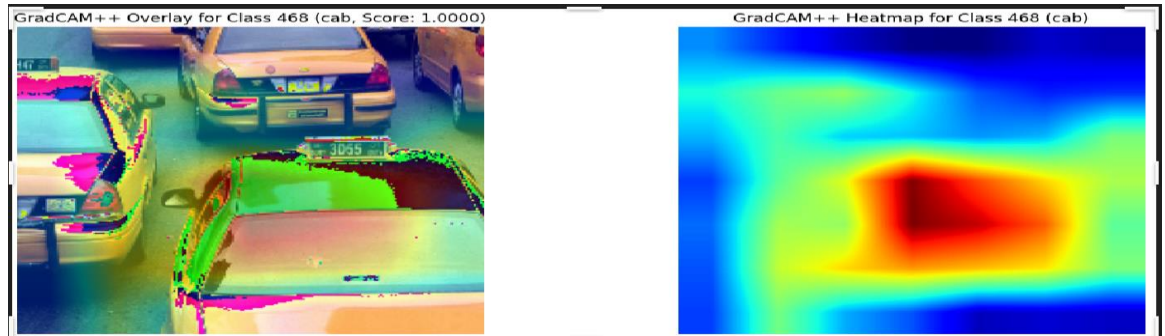 GradCAM++ Overlay for Class 468 (cab, Score: 1.0000)
GradCAM++ Heatmap for Class 468 (cab)
3055